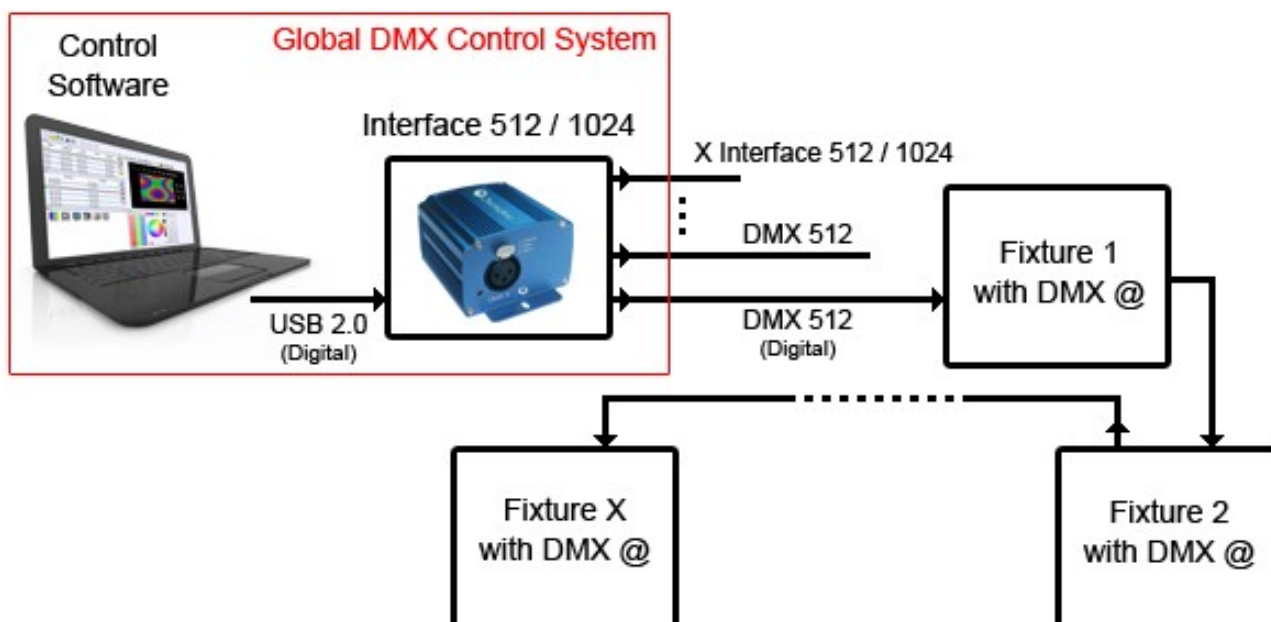 Control
Software
Global DMX Control System
Interface 512 / 1024
X Interface 512 / 1024
DMX 512
USB 2.0
(Digital)
DMX 512
(Digital)
Fixture 1
with DMX @
Fixture X
with DMX @
Fixture 2
with DMX @